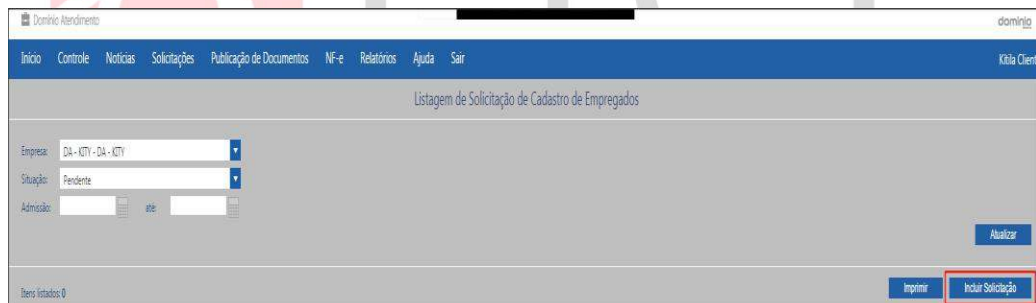 Domínio Atendimento
domínio
Início Controle Notícias Solicitações Publicação de Documentos NF-e Relatórios Ajuda Sair
Kitila Client
Listagem de Solicitação de Cadastro de Empregados
Empresa: DA - KITY - DA - KITY
Situação: Pendente
Admissão: até:
Atualizar
Itens listados: 0
Imprimir Incluir Solicitação